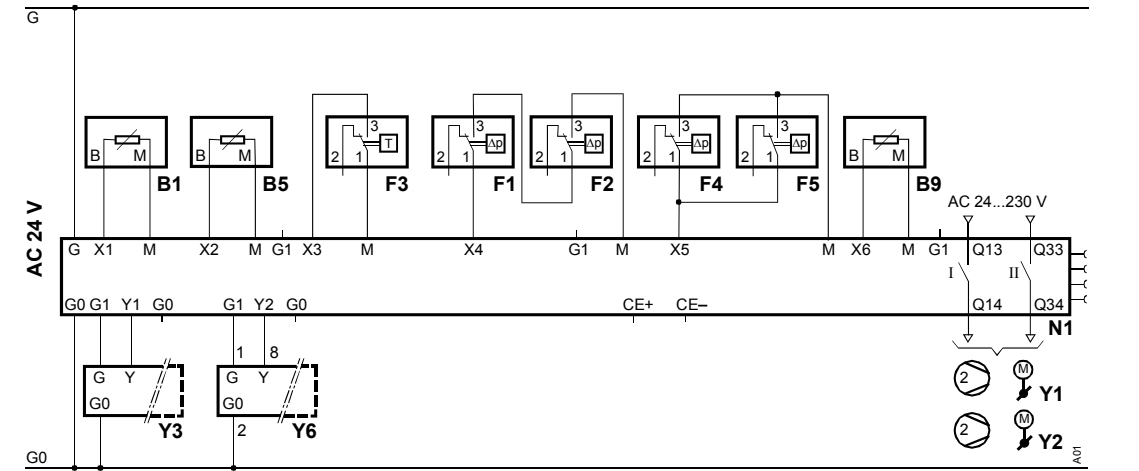 G
3 3 3 3 3
T Δp Δp Δp Δp
B M B M 2 1 2 1 2 1 2 1 2 1 B M
B1 B5 F3 F1 F2 F4 F5 B9
AC 24...230 V
AC 24 V
G X1 M X2 M G1 X3 M X4 G1 M X5 M X6 M G1 Q13 Q33
I II
G0 G1 Y1 G0 G1 Y2 G0 CE+ CE– Q14 Q34
N1
1 8
G Y G Y
G0 G0
Y3 2 Y6
2 M Y1
2 M Y2
A01
G0